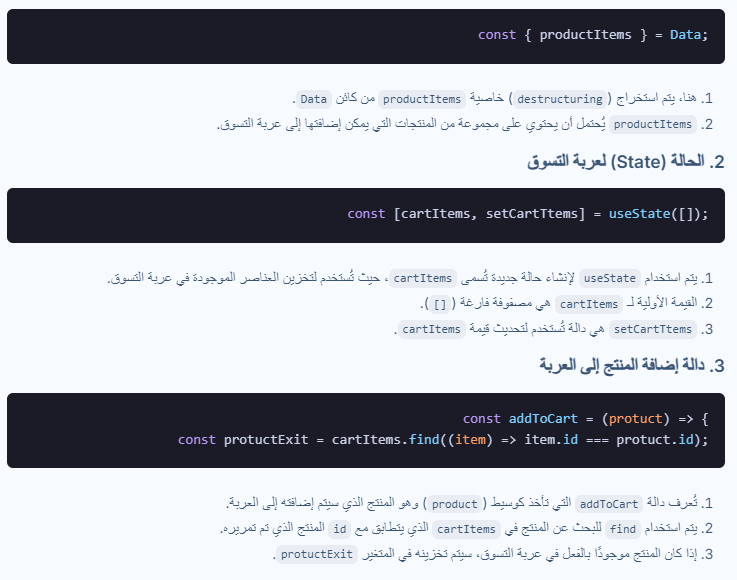 const { productItems } = Data;
1. هنا، يتم استخراج (destructuring) خاصية productItems من كائن Data.
2. productItems يُحتمل أن يحتوي على مجموعة من المنتجات التي يمكن إضافتها إلى عربة التسوق.
2. الحالة (State) لعربة التسوق
const [cartItems, setCartTtems] = useState([]);
1. يتم استخدام useState لإنشاء حالة جديدة تُسمى cartItems، حيث تُستخدم لتخزين العناصر الموجودة في عربة التسوق.
2. القيمة الأولية لـ cartItems هي مصفوفة فارغة ([]).
3. setCartTtems هي دالة تُستخدم لتحديث قيمة cartItems.
3. دالة إضافة المنتج إلى العربة
const addToCart = (protuct) => {
const protuctExit = cartItems.find((item) => item.id === protuct.id);
1. تُعرف دالة addToCart التي تأخذ كوسيط (product) وهو المنتج الذي سيتم إضافته إلى العربة.
2. يتم استخدام find للبحث عن المنتج في cartItems الذي يتطابق مع id المنتج الذي تم تمريره.
3. إذا كان المنتج موجودًا بالفعل في عربة التسوق، سيتم تخزينه في المتغير protuctExit.